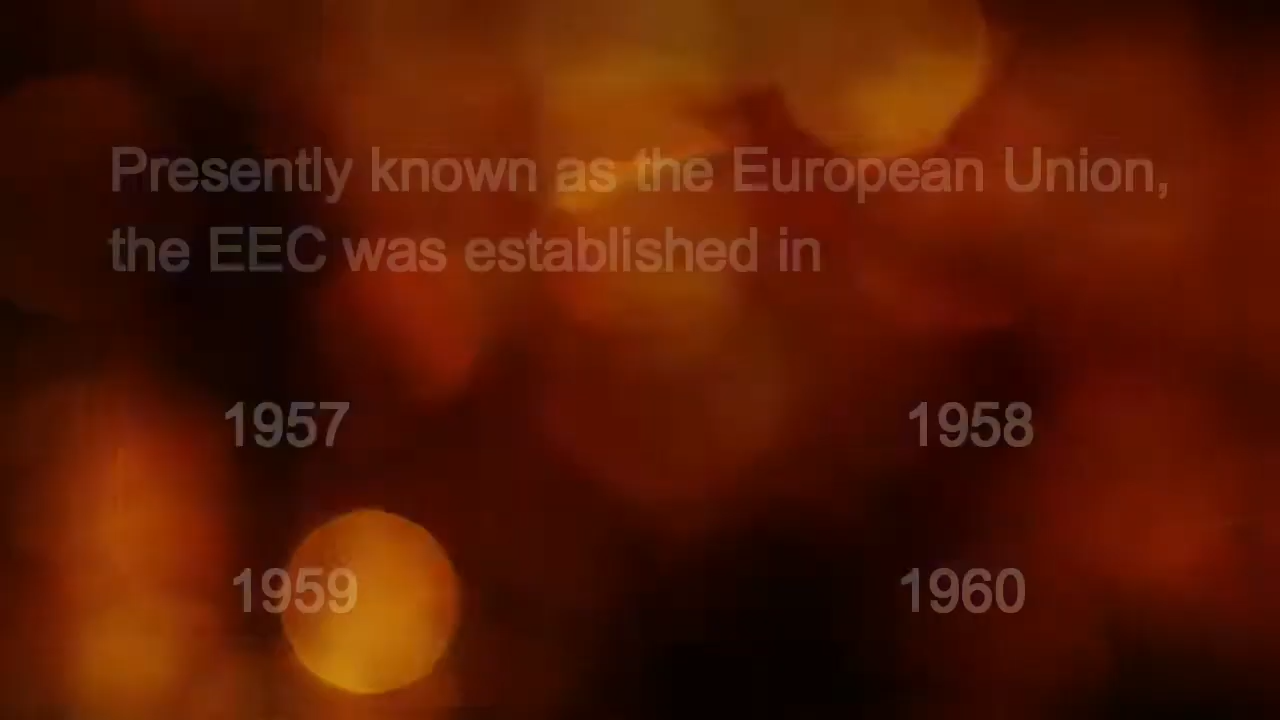 Presently known as the European Union,
the EEC was established in
1957
1958
1959
1960